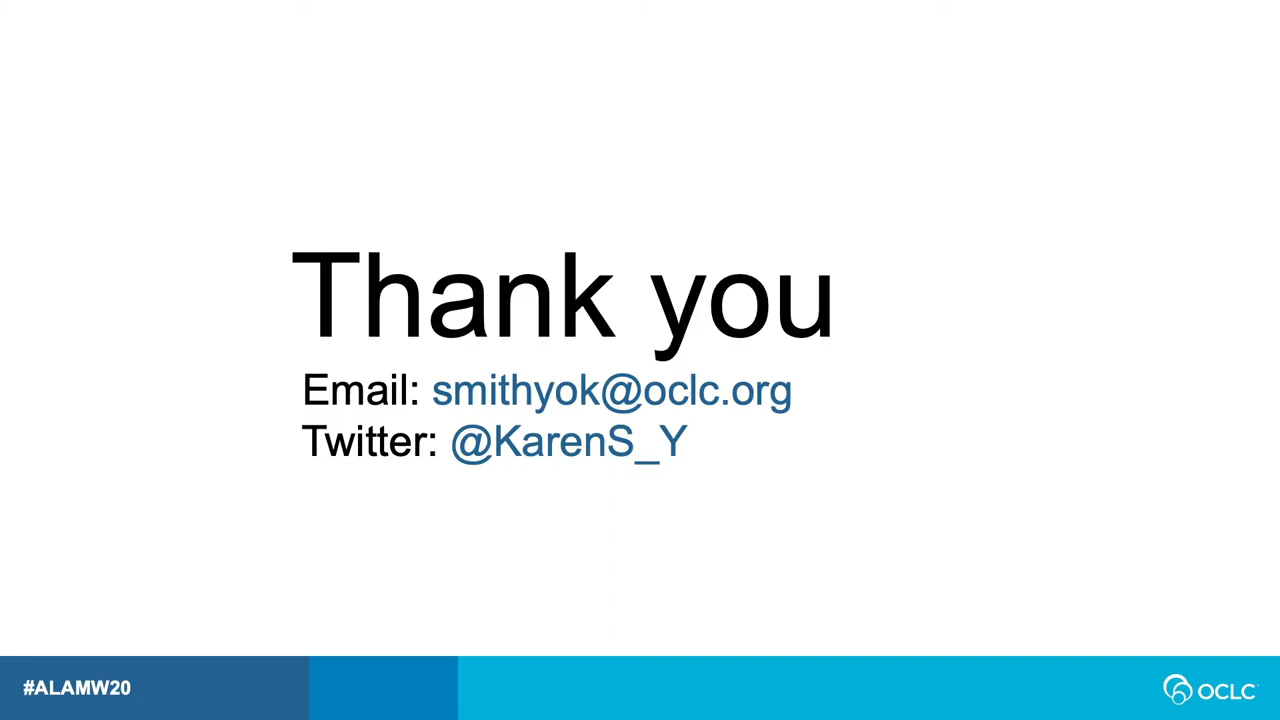 Thank you
Email: smithyok@oclc.org
Twitter: @KarenS_Y
#ALAMW20
OCLC